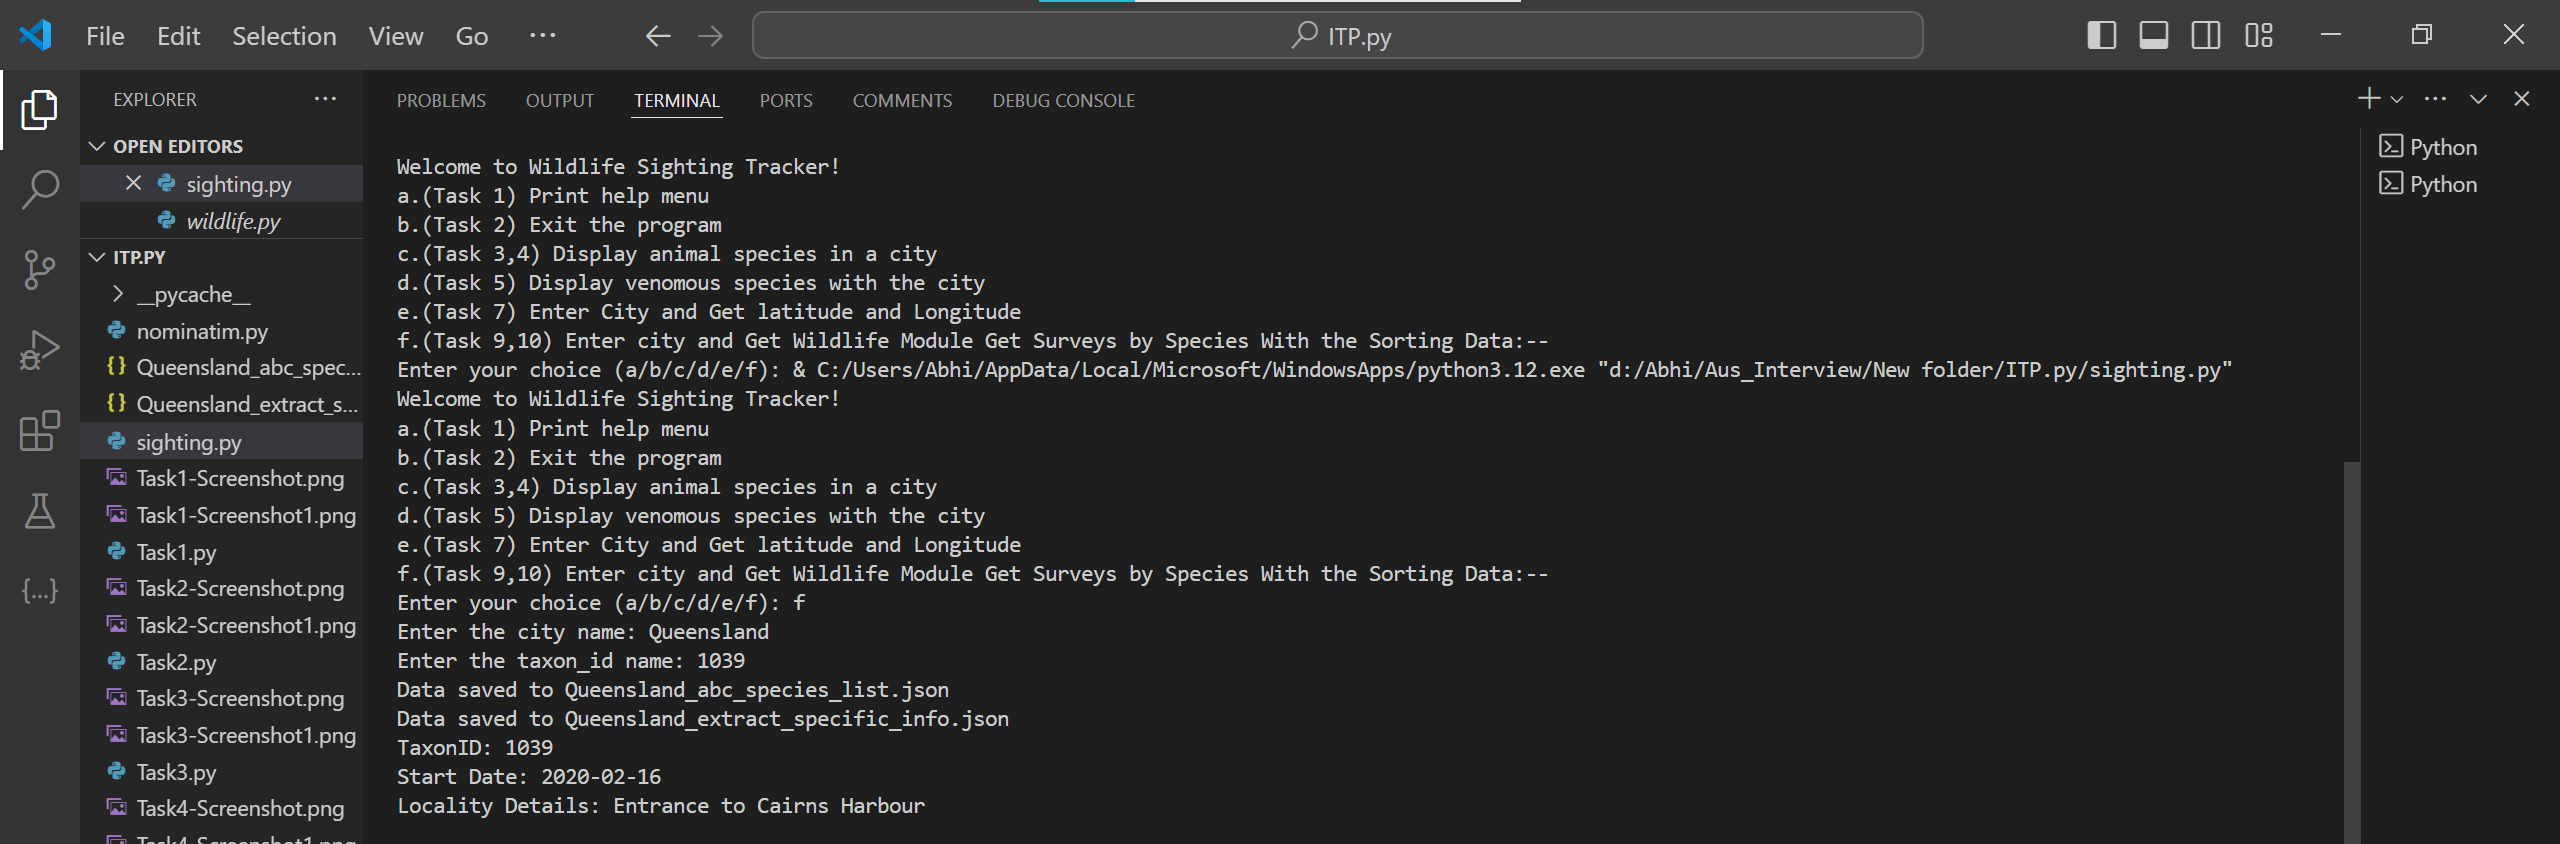 File Edit Selection View Go ···
ITP.py
EXPLORER ···
OPEN EDITORS
sighting.py
wildlife.py
ITP.PY
__pycache__
nominatim.py
Queensland_abc_spec...
Queensland_extract_s...
sighting.py
Task1-Screenshot.png
Task1-Screenshot1.png
Task1.py
Task2-Screenshot.png
Task2-Screenshot1.png
Task2.py
Task3-Screenshot.png
Task3-Screenshot1.png
Task3.py
Task4-Screenshot.png
Task4-Screenshot1.png
PROBLEMS OUTPUT TERMINAL PORTS COMMENTS DEBUG CONSOLE
Welcome to Wildlife Sighting Tracker!
a.(Task 1) Print help menu
b.(Task 2) Exit the program
c.(Task 3,4) Display animal species in a city
d.(Task 5) Display venomous species with the city
e.(Task 7) Enter City and Get latitude and Longitude
f.(Task 9,10) Enter city and Get Wildlife Module Get Surveys by Species With the Sorting Data:--
Enter your choice (a/b/c/d/e/f): & C:/Users/Abhi/AppData/Local/Microsoft/WindowsApps/python3.12.exe "d:/Abhi/Aus_Interview/New folder/ITP.py/sighting.py"
Welcome to Wildlife Sighting Tracker!
a.(Task 1) Print help menu
b.(Task 2) Exit the program
c.(Task 3,4) Display animal species in a city
d.(Task 5) Display venomous species with the city
e.(Task 7) Enter City and Get latitude and Longitude
f.(Task 9,10) Enter city and Get Wildlife Module Get Surveys by Species With the Sorting Data:--
Enter your choice (a/b/c/d/e/f): f
Enter the city name: Queensland
Enter the taxon_id name: 1039
Data saved to Queensland_abc_species_list.json
Data saved to Queensland_extract_specific_info.json
TaxonID: 1039
Start Date: 2020-02-16
Locality Details: Entrance to Cairns Harbour
Python
Python